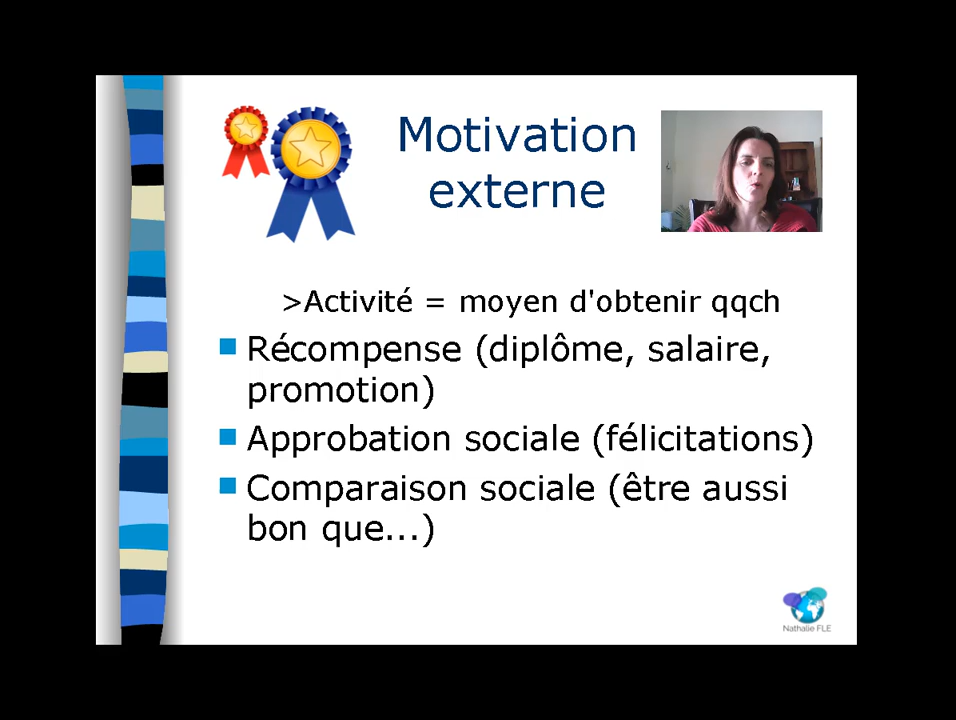 Motivation
externe
>Activité = moyen d'obtenir qqch
Récompense (diplôme, salaire,
promotion)
Approbation sociale (félicitations)
Comparaison sociale (être aussi
bon que...)
Nathalie FLE